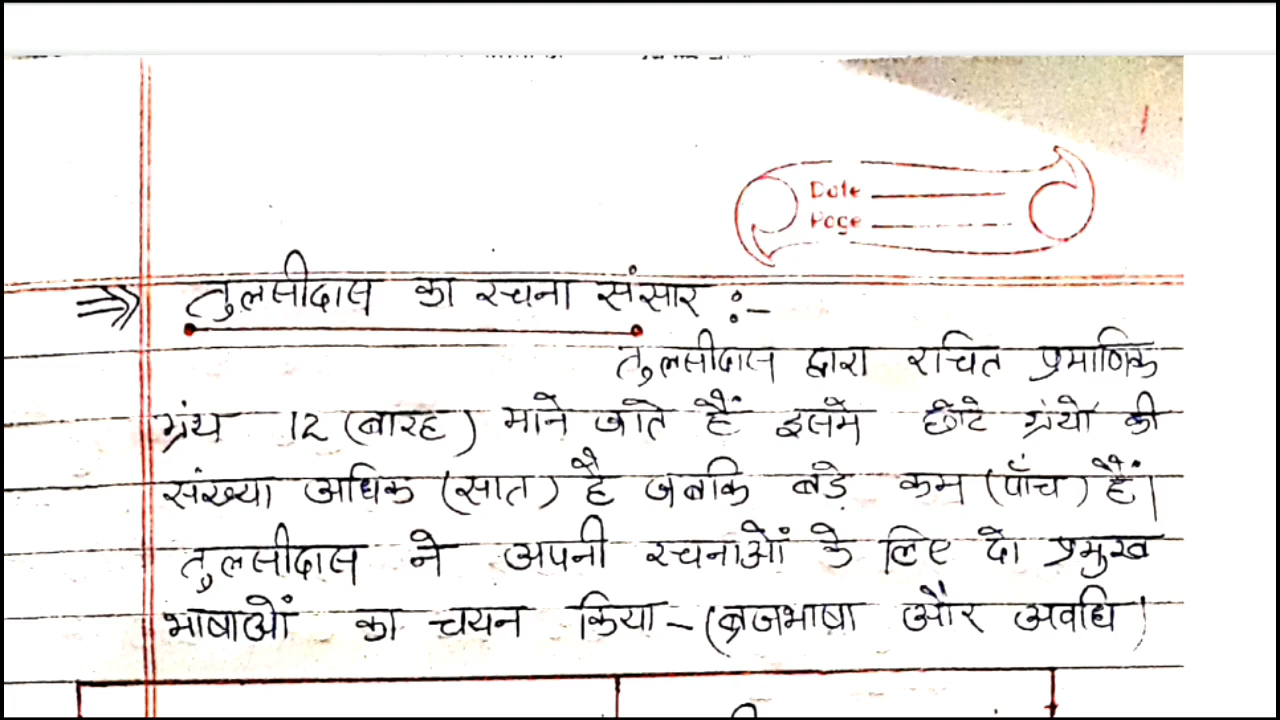 Date
Page
⇒ तुलसीदास का रचना संसार :-
तुलसीदास द्वारा रचित प्रमाणिक
ग्रंथ 12 (बारह) माने जाते हैं इसमें छोटे ग्रंथों की
संख्या अधिक (सात) है जबकि बड़े कम (पाँच) हैं।
तुलसीदास ने अपनी रचनाओं के लिए दो प्रमुख
भाषाओं का चयन किया - (ब्रजभाषा और अवधि)